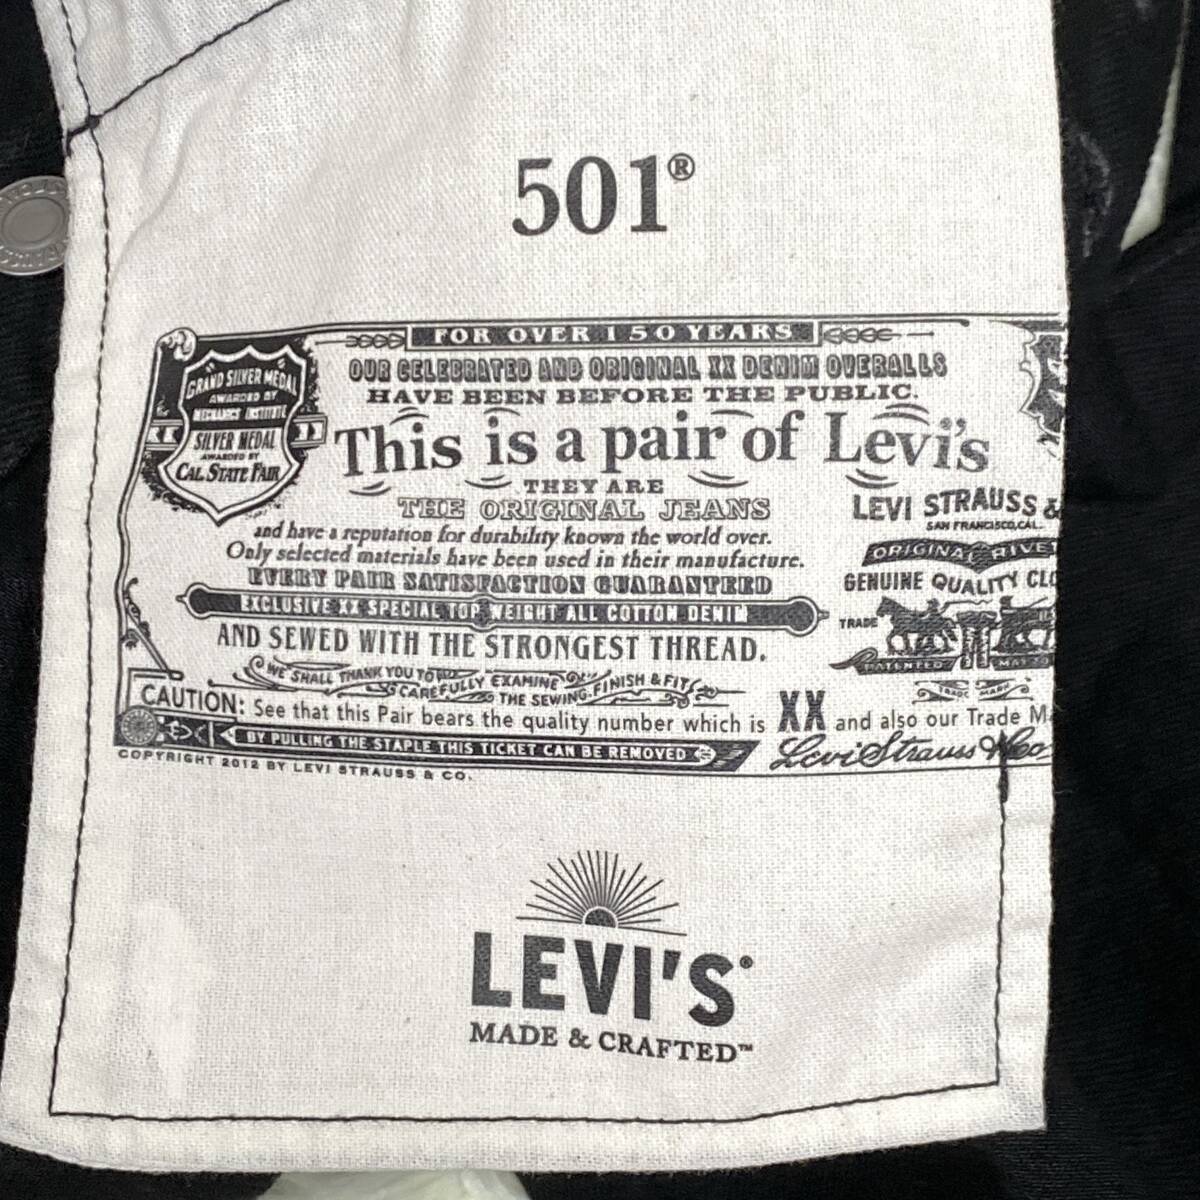 501®
FOR OVER 150 YEARS
OUR CELEBRATED AND ORIGINAL XX DENIM OVERALLS
HAVE BEEN BEFORE THE PUBLIC.
This is a pair of Levi's
THEY ARE
THE ORIGINAL JEANS
and have a reputation for durability known the world over.
Only selected materials have been used in their manufacture.
EVERY PAIR SATISFACTION GUARANTEED
EXCLUSIVE XX SPECIAL TOP WEIGHT ALL COTTON DENIM
AND SEWED WITH THE STRONGEST THREAD.
WE SHALL THANK YOU TO
CAREFULLY EXAMINE
THE SEWING, FINISH & FIT
GRAND SILVER MEDAL
AWARDED BY
MECHANICS INSTITUTE
SILVER MEDAL
AWARDED BY
CAL. STATE FAIR
LEVI STRAUSS &
SAN FRANCISCO, CAL.
ORIGINAL RIVE
GENUINE QUALITY CLO
TRADE
PATENTED MAY
TRADE MARK
CAUTION: See that this Pair bears the quality number which is XX and also our Trade M
BY PULLING THE STAPLE THIS TICKET CAN BE REMOVED
Levi Strauss & Co
COPYRIGHT 2012 BY LEVI STRAUSS & CO.
LEVI'S®
MADE & CRAFTED™